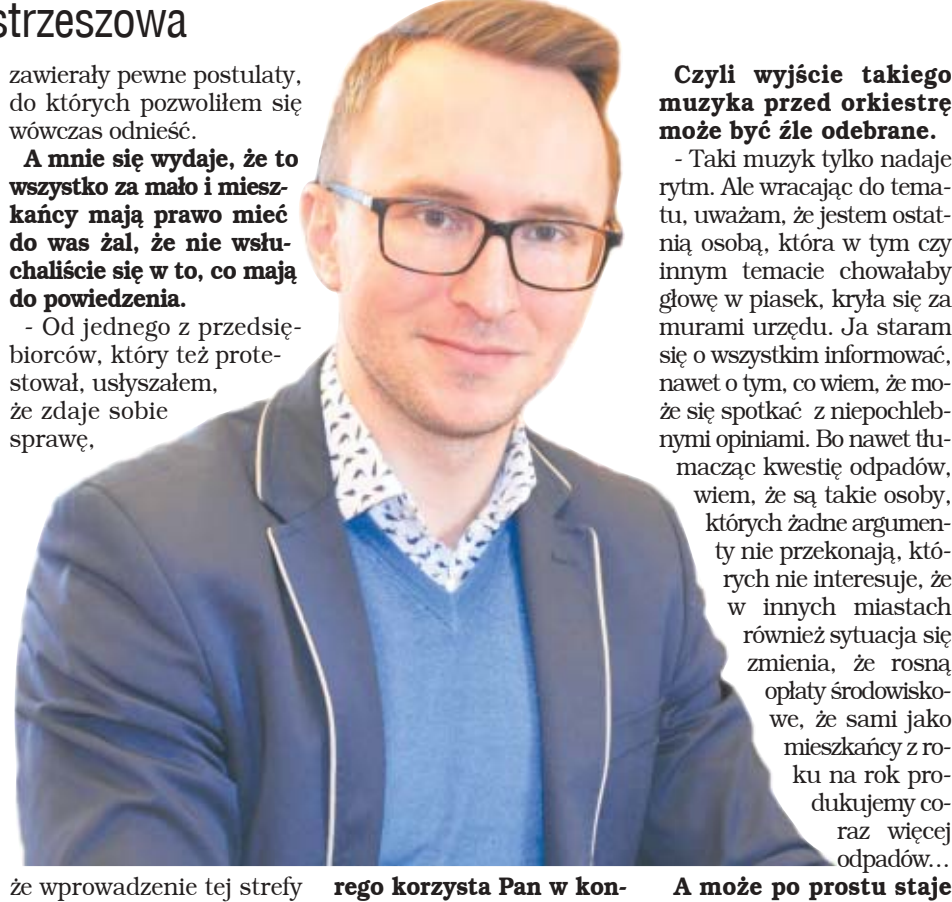 strzeszowa
zawierały pewne postulaty,
do których pozwoliłem się
wówczas odnieść.
A mnie się wydaje, że to
wszystko za mało i miesz-
kańcy mają prawo mieć
do was żal, że nie wsłu-
chaliście się w to, co mają
do powiedzenia.
- Od jednego z przedsię-
biorców, który też prote-
stował, usłyszałem,
że zdaje sobie
sprawę,
że wprowadzenie tej strefy
rego korzysta Pan w kon-
Czyli wyjście takiego
muzyka przed orkiestrę
może być źle odebrane.
- Taki muzyk tylko nadaje
rytm. Ale wracając do tema-
tu, uważam, że jestem ostat-
nią osobą, która w tym czy
innym temacie chowałaby
głowę w piasek, kryła się za
murami urzędu. Ja staram
się o wszystkim informować,
nawet o tym, co wiem, że mo-
że się spotkać z niepochleb-
nymi opiniami. Bo nawet tłu-
macząc kwestię odpadów,
wiem, że są takie osoby,
których żadne argumen-
ty nie przekonają, któ-
rych nie interesuje, że
w innych miastach
również sytuacja się
zmienia, że rosną
opłaty środowisko-
we, że sami jako
mieszkańcy z ro-
ku na rok pro-
dukujemy co-
raz więcej
odpadów...
A może po prostu staje